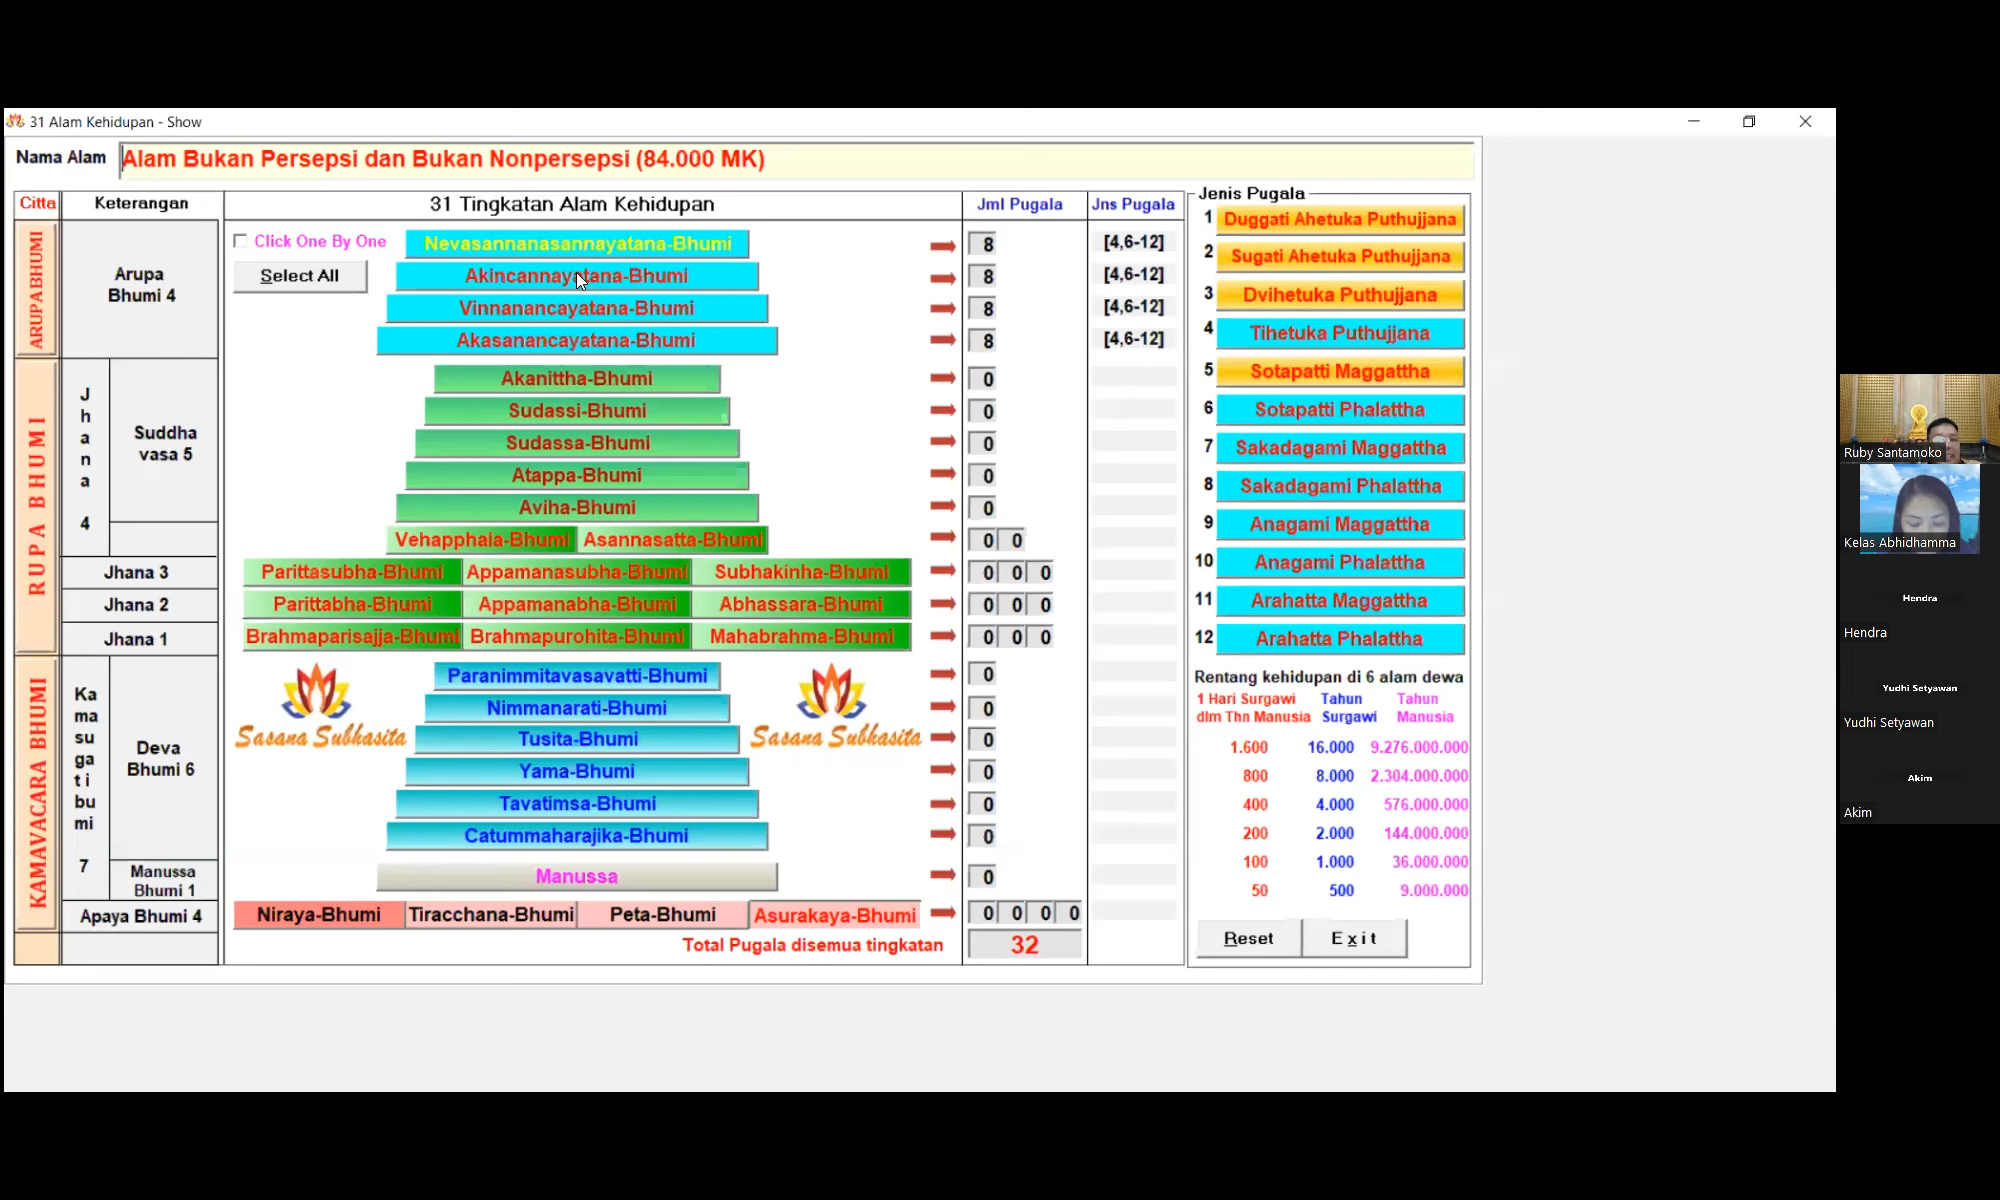 31 Alam Kehidupan - Show
Nama Alam Alam Bukan Persepsi dan Bukan Nonpersepsi (84.000 MK)
Citta Keterangan 31 Tingkatan Alam Kehidupan Jml Pugala Jns Pugala
ARUPABHUMI
Arupa
Bhumi 4
Click One By One
Select All
Nevasannanasannayatana-Bhumi 8 [4,6-12]
Akincannayatana-Bhumi 8 [4,6-12]
Vinnanancayatana-Bhumi 8 [4,6-12]
Akasanancayatana-Bhumi 8 [4,6-12]
RUPA BHUMI
Jhana 4
Suddha
vasa 5
Akanittha-Bhumi 0
Sudassi-Bhumi 0
Sudassa-Bhumi 0
Atappa-Bhumi 0
Aviha-Bhumi 0
Vehapphala-Bhumi Asannasatta-Bhumi 0 0
Jhana 3 Parittasubha-Bhumi Appamanasubha-Bhumi Subhakinha-Bhumi 0 0 0
Jhana 2 Parittabha-Bhumi Appamanabha-Bhumi Abhassara-Bhumi 0 0 0
Jhana 1 Brahmaparisajja-Bhumi Brahmapurohita-Bhumi Mahabrahma-Bhumi 0 0 0
KAMAVACARA BHUMI
Ka
ma
su
ga
ti
bu
mi
7
Deva
Bhumi 6
Paranimmitavasavatti-Bhumi 0
Nimmanarati-Bhumi 0
Sasana Subhasita Tusita-Bhumi Sasana Subhasita 0
Yama-Bhumi 0
Tavatimsa-Bhumi 0
Catummaharajika-Bhumi 0
Manussa
Bhumi 1
Manussa 0
Apaya Bhumi 4 Niraya-Bhumi Tiracchana-Bhumi Peta-Bhumi Asurakaya-Bhumi 0 0 0 0
Total Pugala disemua tingkatan 32
Jenis Pugala
1 Duggati Ahetuka Puthujjana
2 Sugati Ahetuka Puthujjana
3 Dvihetuka Puthujjana
4 Tihetuka Puthujjana
5 Sotapatti Maggattha
6 Sotapatti Phalattha
7 Sakadagami Maggattha
8 Sakadagami Phalattha
9 Anagami Maggattha
10 Anagami Phalattha
11 Arahatta Maggattha
12 Arahatta Phalattha
Rentang kehidupan di 6 alam dewa
1 Hari Surgawi Tahun Tahun
dlm Thn Manusia Surgawi Manusia
1.600 16.000 9.276.000.000
800 8.000 2.304.000.000
400 4.000 576.000.000
200 2.000 144.000.000
100 1.000 36.000.000
50 500 9.000.000
Reset Exit
Ruby Santamoko
Kelas Abhidhamma
Hendra
Hendra
Yudhi Setyawan
Yudhi Setyawan
Akim
Akim